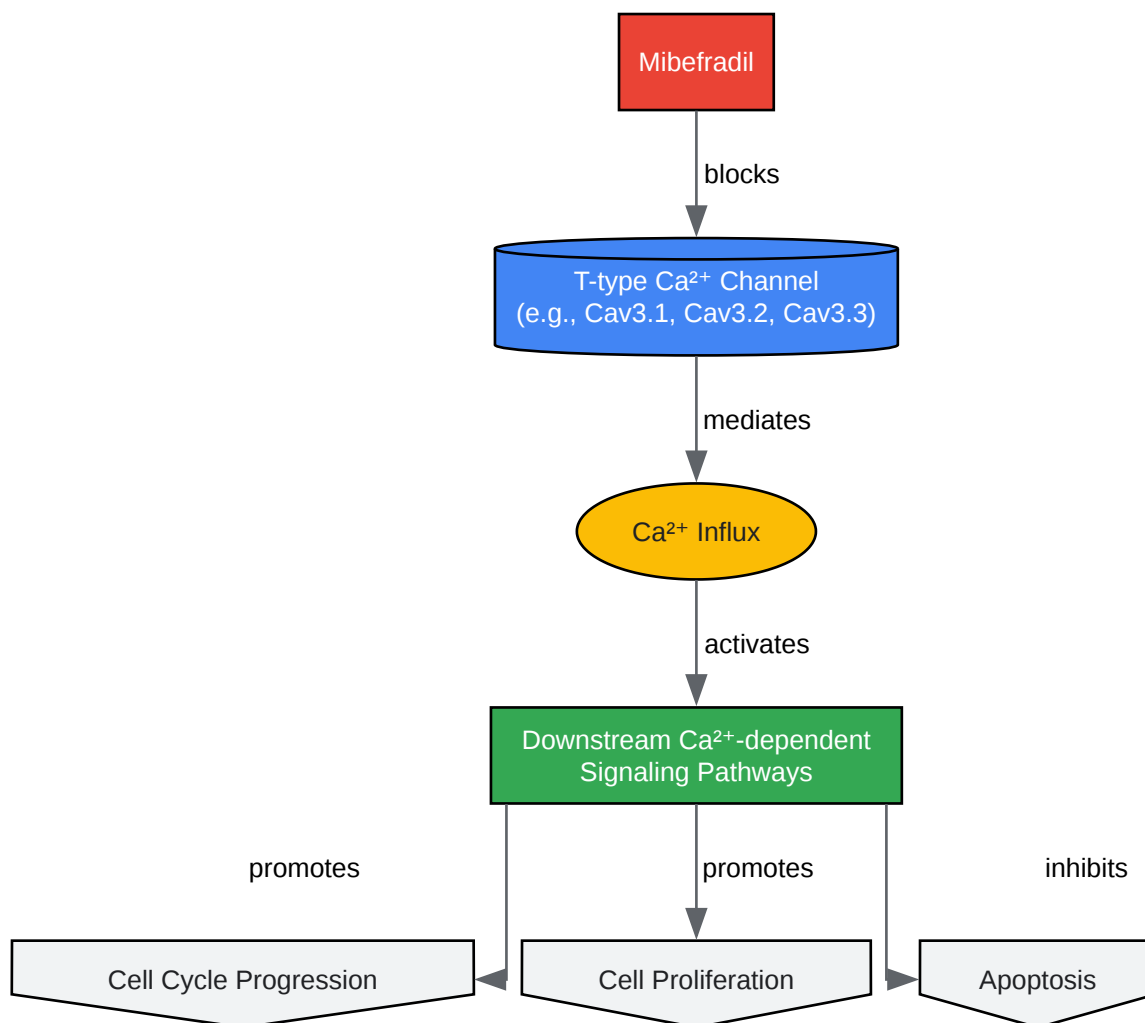 Mibefradil
blocks
T-type Ca²⁺ Channel
(e.g., Cav3.1, Cav3.2, Cav3.3)
mediates
Ca²⁺ Influx
activates
Downstream Ca²⁺-dependent
Signaling Pathways
promotes
promotes
inhibits
Cell Cycle Progression
Cell Proliferation
Apoptosis